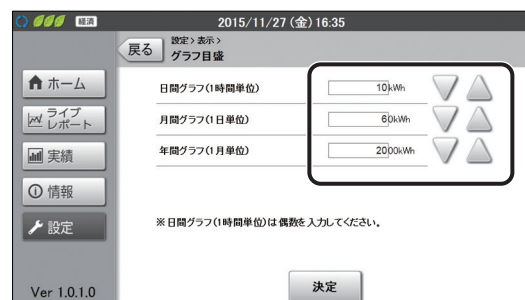 経済 2015/11/27 (金) 16:35
戻る
設定>表示>
グラフ目盛
ホーム
ライブ
レポート
実績
情報
設定
Ver 1.0.1.0
日間グラフ(1時間単位) 10kWh
月間グラフ(1日単位) 60kWh
年間グラフ(1月単位) 2000kWh
※日間グラフ(1時間単位)は偶数を入力してください。
決定